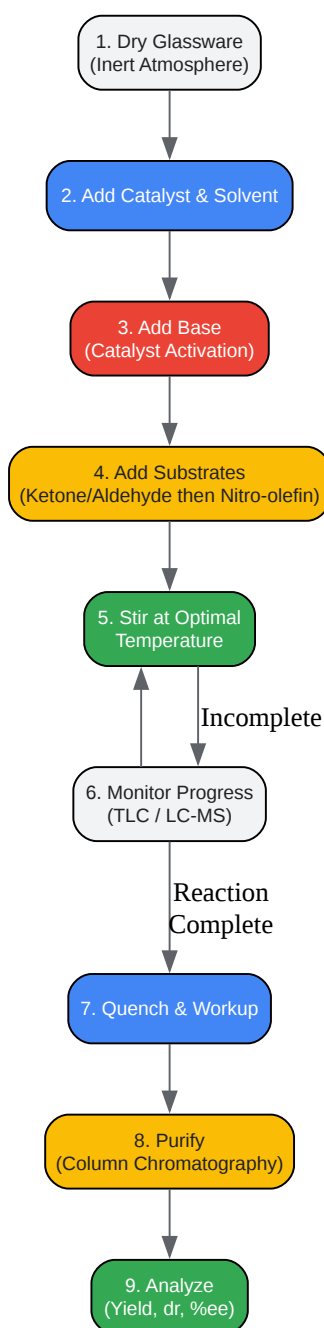 1. Dry Glassware
(Inert Atmosphere)
2. Add Catalyst & Solvent
3. Add Base
(Catalyst Activation)
4. Add Substrates
(Ketone/Aldehyde then Nitro-olefin)
5. Stir at Optimal
Temperature
Incomplete
6. Monitor Progress
(TLC / LC-MS)
Reaction
Complete
7. Quench & Workup
8. Purify
(Column Chromatography)
9. Analyze
(Yield, dr, %ee)